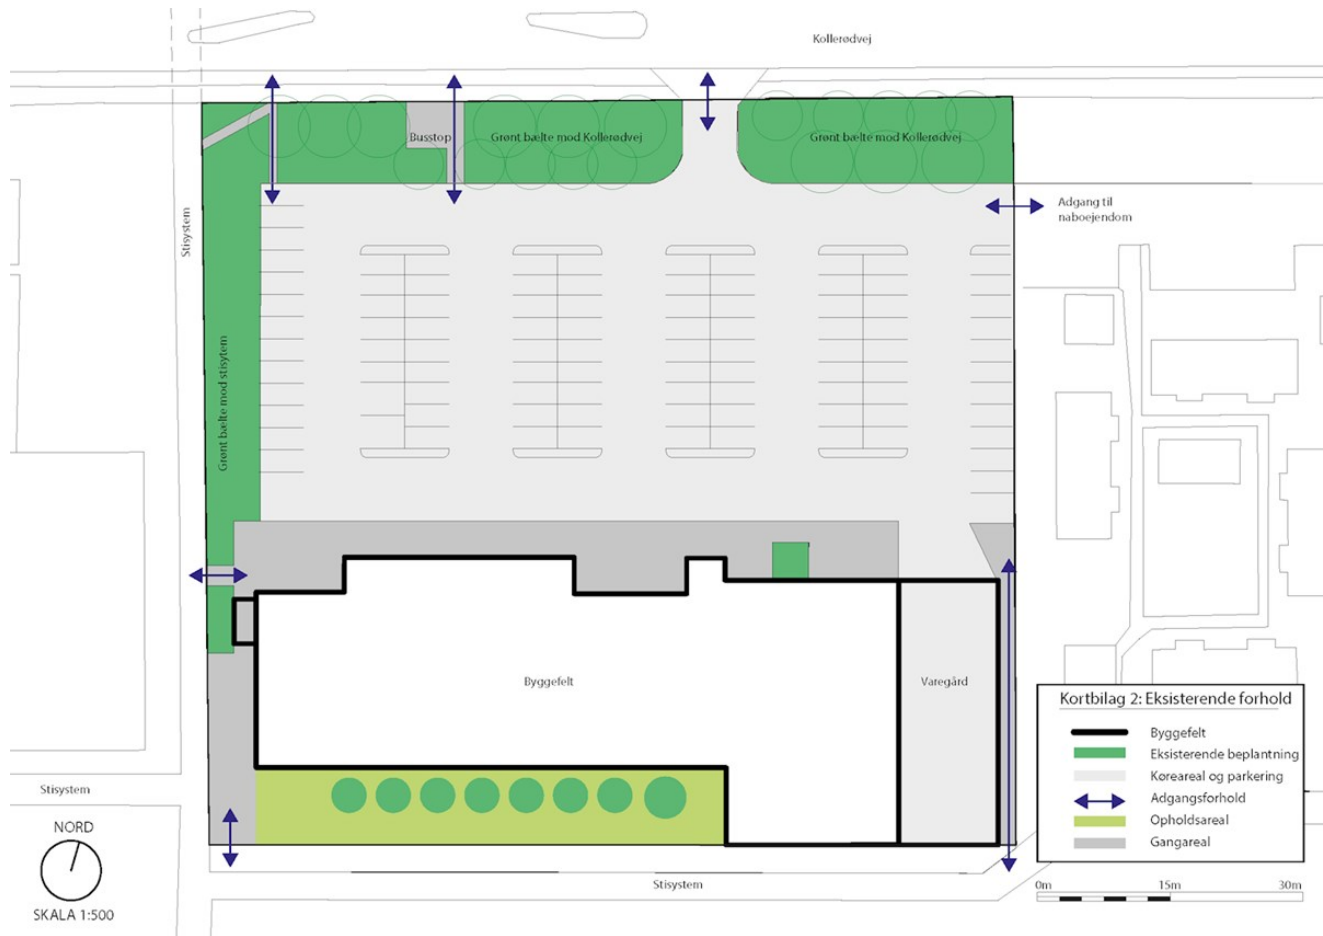 Kollerødvej
Busstop
Grønt bælte mod Kollerødvej
Grønt bælte mod Kollerødvej
Stisystem
Adgang til
naboejendom
Grønt bælte mod stisytem
Byggefelt
Varegård
Kortbilag 2: Eksisterende forhold
Byggefelt
Eksisterende beplantning
Køreareal og parkering
Adgangsforhold
Opholdsareal
Gangareal
Stisystem
NORD
SKALA 1:500
Stisystem
0m 15m 30m